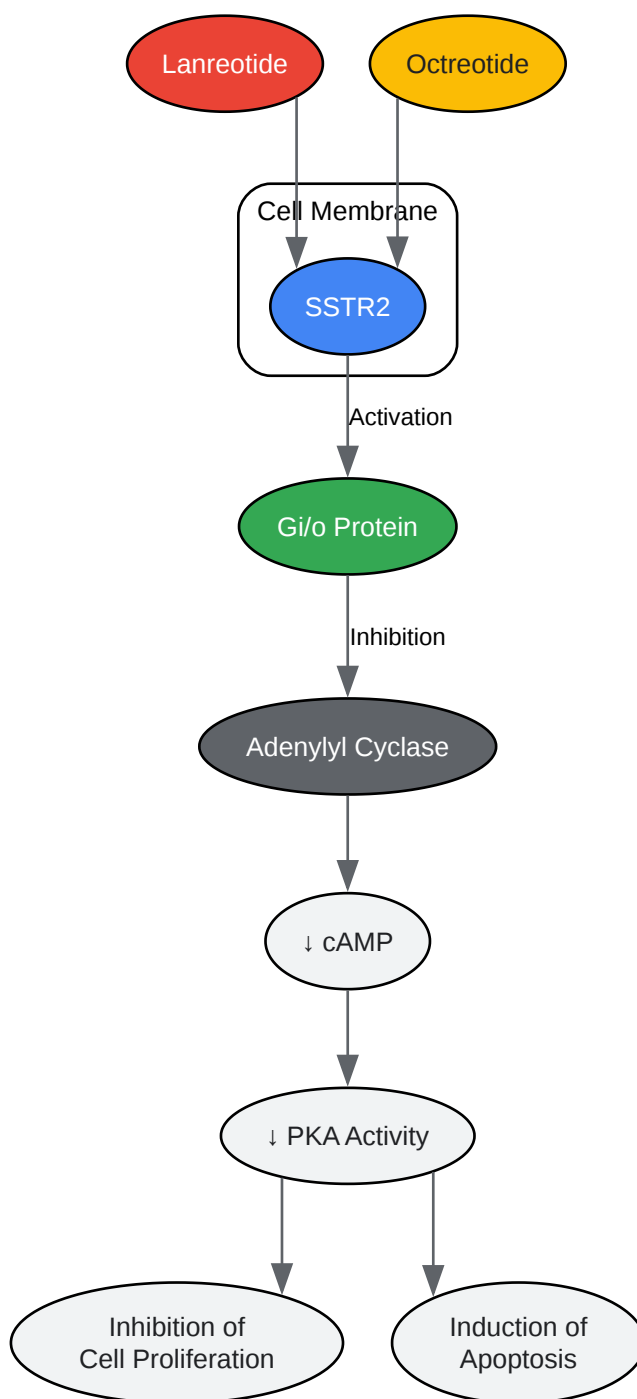 Lanreotide
Octreotide
Cell Membrane
SSTR2
Activation
Gi/o Protein
Inhibition
Adenylyl Cyclase
↓ cAMP
↓ PKA Activity
Inhibition of
Cell Proliferation
Induction of
Apoptosis